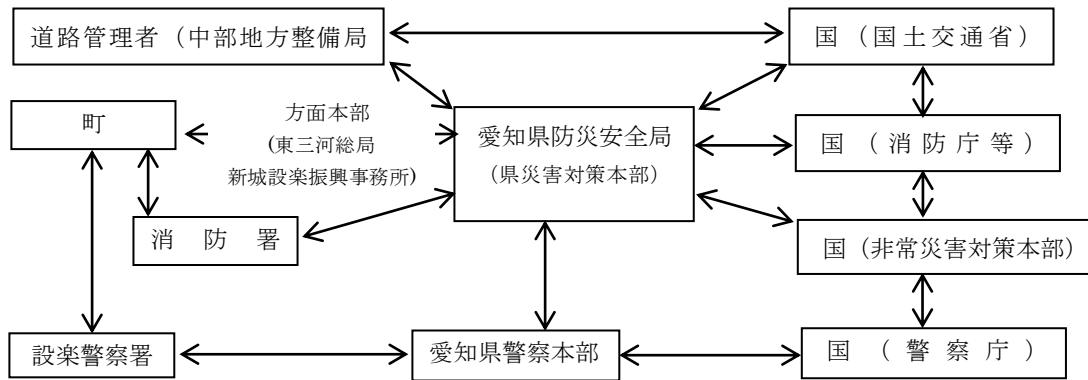 道路管理者（中部地方整備局
国（国土交通省）
町
方面本部
(東三河総局
新城設楽振興事務所)
愛知県防災安全局
（県災害対策本部）
国（消防庁等）
消防署
国（非常災害対策本部）
設楽警察署
愛知県警察本部
国（警察庁）